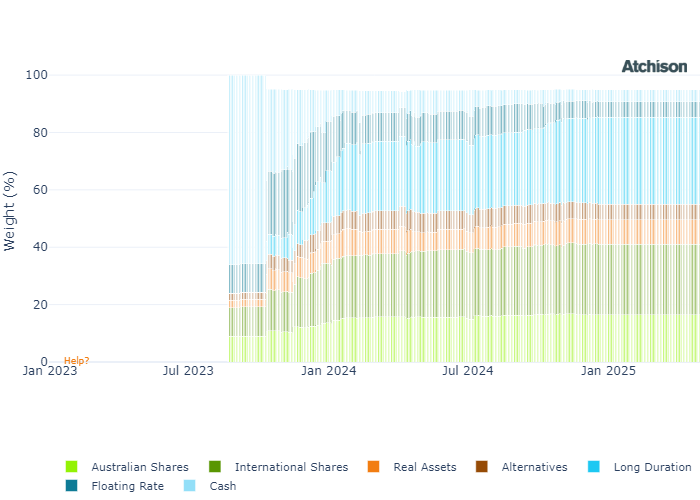 Atchison
100
80
60
40
20
0
Weight (%)
Help?
Jan 2023
Jul 2023
Jan 2024
Jul 2024
Jan 2025
Australian Shares
International Shares
Real Assets
Alternatives
Long Duration
Floating Rate
Cash